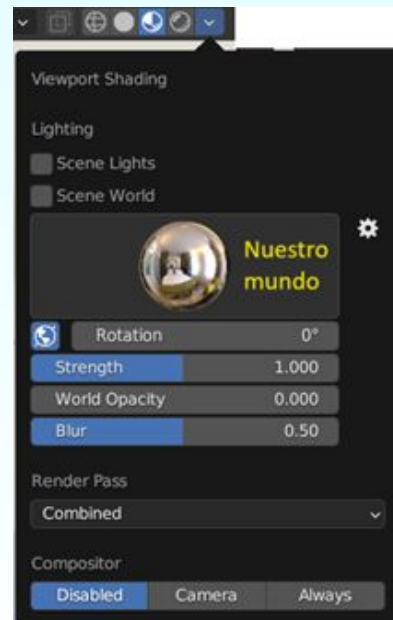 Viewport Shading
Lighting
Scene Lights
Scene World
Nuestro
mundo
Rotation 0°
Strength 1.000
World Opacity 0.000
Blur 0.50
Render Pass
Combined
Compositor
Disabled Camera Always